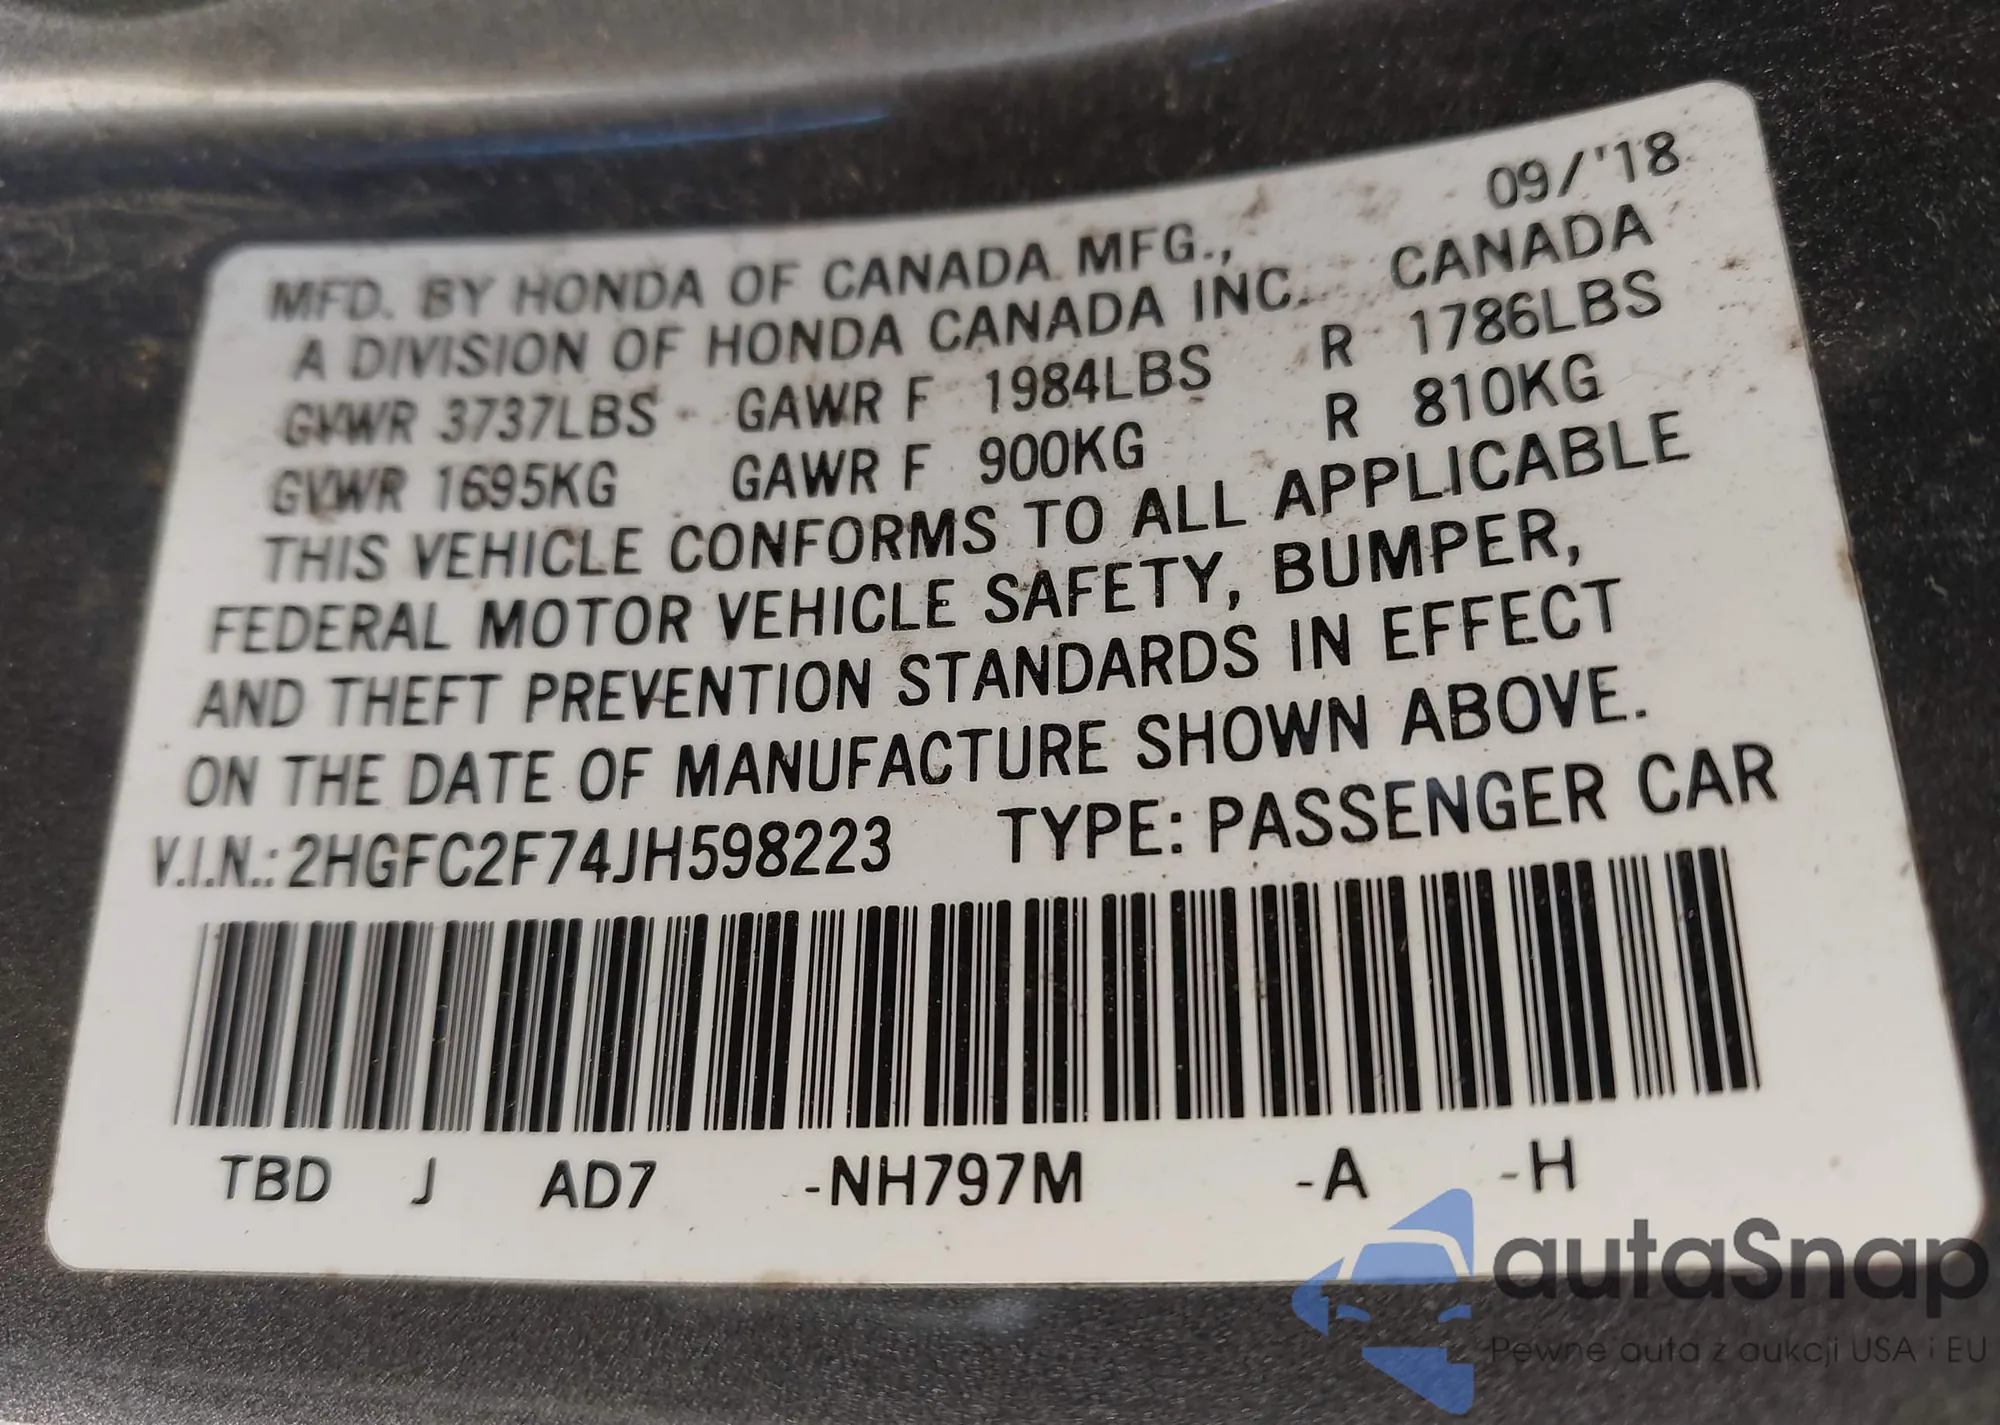 09/'18
MFD. BY HONDA OF CANADA MFG.,
A DIVISION OF HONDA CANADA INC. CANADA
GVWR 3737LBS GAWR F 1984LBS R 1786LBS
GVWR 1695KG GAWR F 900KG R 810KG
THIS VEHICLE CONFORMS TO ALL APPLICABLE
FEDERAL MOTOR VEHICLE SAFETY, BUMPER,
AND THEFT PREVENTION STANDARDS IN EFFECT
ON THE DATE OF MANUFACTURE SHOWN ABOVE.
V.I.N.: 2HGFC2F74JH598223 TYPE: PASSENGER CAR
TBD J AD7 -NH797M -A -H
autaSnap
Pewne auta z aukcji USA i EU